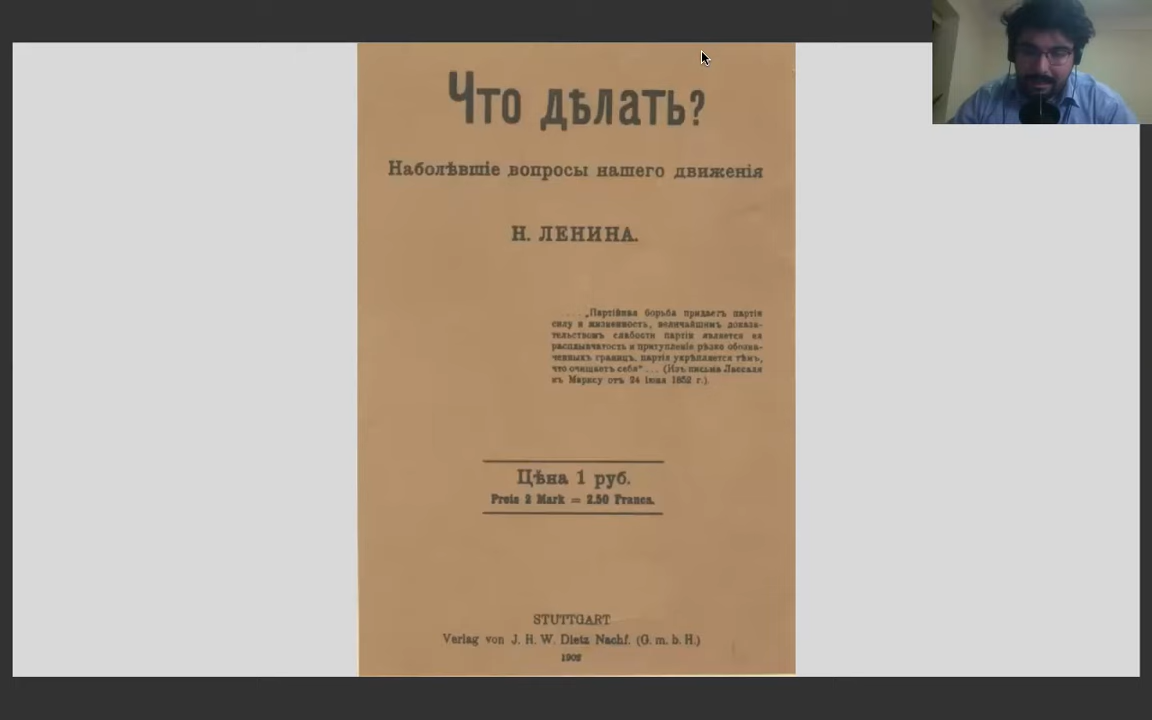 Что дѣлать?
Наболѣвшіе вопросы нашего движенія
Н. ЛЕНИНА.
.... „Партійная борьба придаетъ партіи
силу и жизненность, величайшимъ доказа-
тельствомъ слабости партіи является ея
расплывчатость и притупленіе рѣзко обозна-
ченныхъ границъ, партія укрѣпляется тѣмъ,
что очищаетъ себя“... (Изъ письма Лассаля
къ Марксу отъ 24 іюня 1852 г.).
Цѣна 1 руб.
Preis 2 Mark = 2.50 Francs.
STUTTGART
Verlag von J. H. W. Dietz Nachf. (G. m. b. H.)
1902